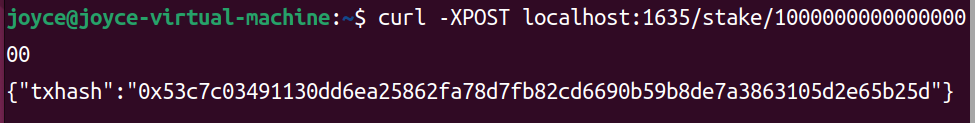 joyce@joyce-virtual-machine:~$ curl -XPOST localhost:1635/stake/1000000000000000
00
{"txhash":"0x53c7c03491130dd6ea25862fa78d7fb82cd6690b59b8de7a3863105d2e65b25d"}